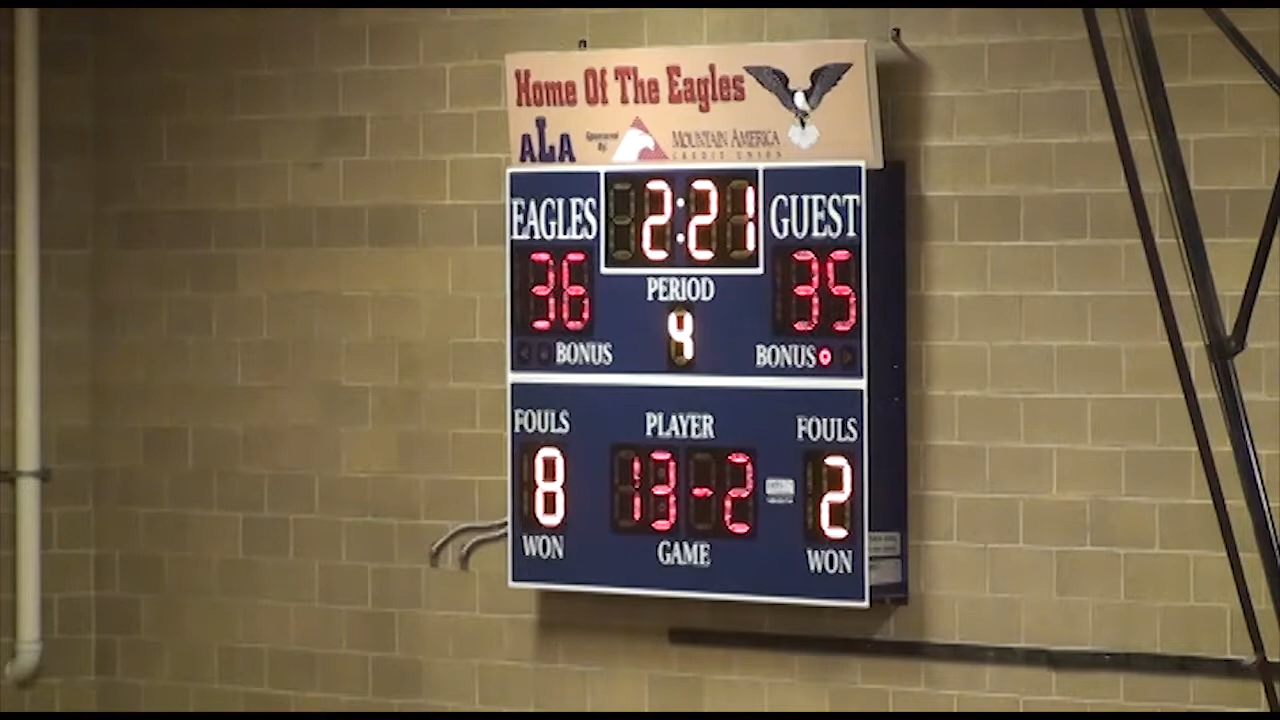 Home Of The Eagles
ALA Sponsored By: MOUNTAIN AMERICA
CREDIT UNION
EAGLES 2:21 GUEST
36 PERIOD 35
4
BONUS BONUS
FOULS PLAYER FOULS
8 13-2 2
WON GAME WON